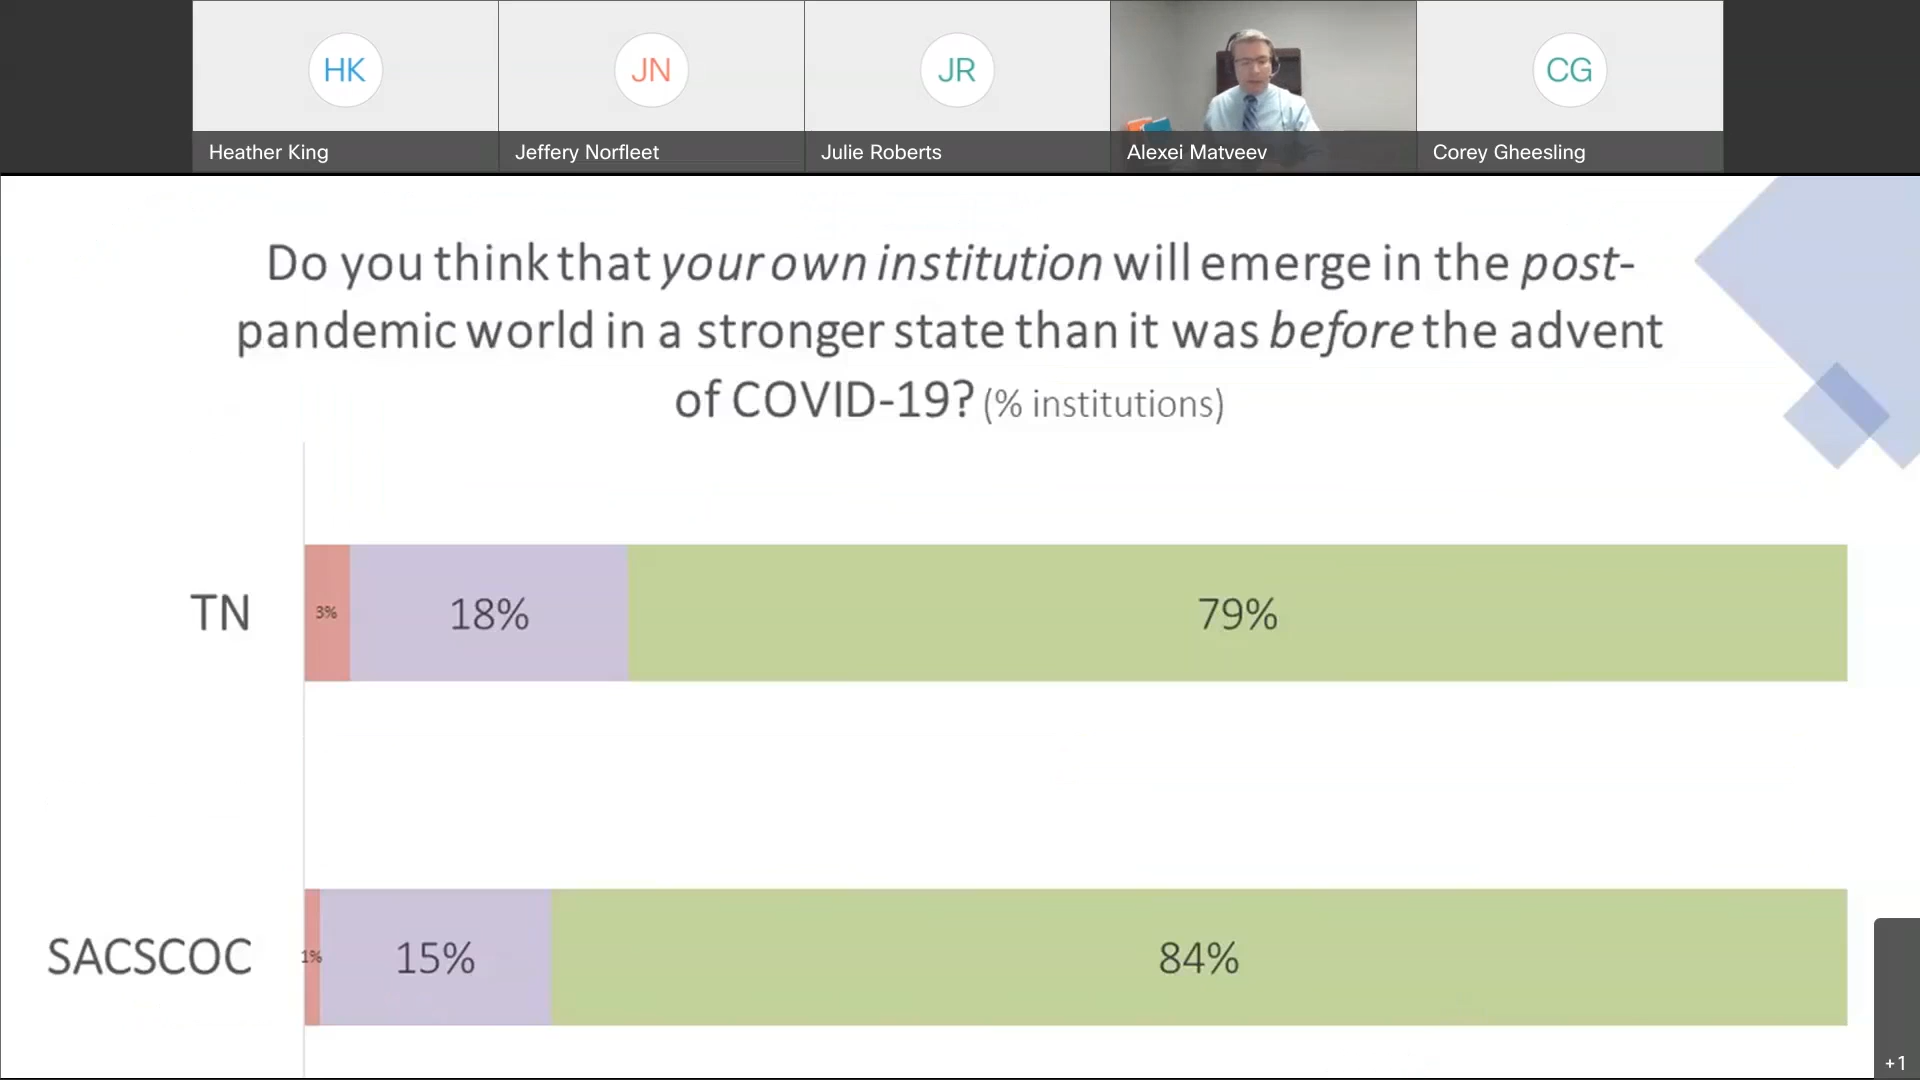 HK
JN
JR
CG
Heather King
Jeffery Norfleet
Julie Roberts
Alexei Matveev
Corey Gheesling
Do you think that your own institution will emerge in the post-
pandemic world in a stronger state than it was before the advent
of COVID-19? (% institutions)
TN
3%
18%
79%
SACSCOC
1%
15%
84%
+1